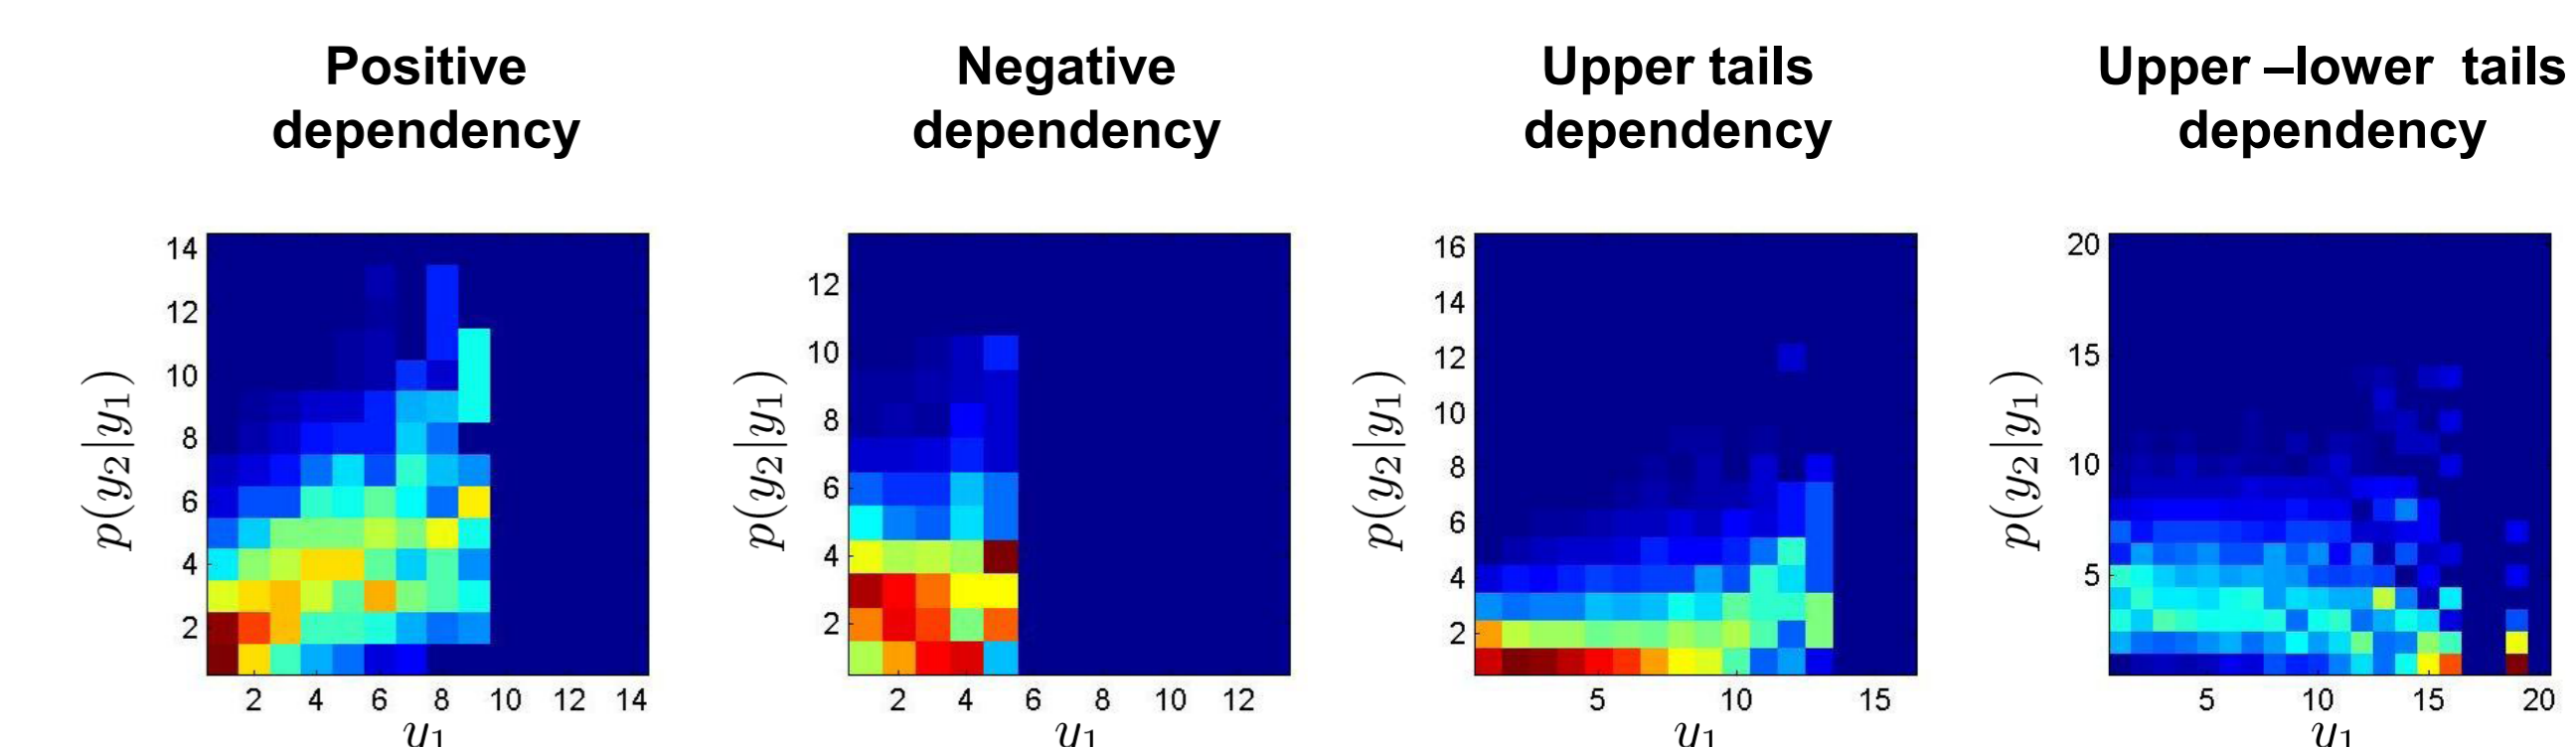 Positive
dependency
Negative
dependency
Upper tails
dependency
Upper –lower tails
dependency
14
12
10
8
6
4
2
p(y₂|y₁)
2 4 6 8 10 12 14
y₁
12
10
8
6
4
2
p(y₂|y₁)
2 4 6 8 10 12
y₁
16
14
12
10
8
6
4
2
p(y₂|y₁)
5 10 15
y₁
20
15
10
5
p(y₂|y₁)
5 10 15 20
y₁